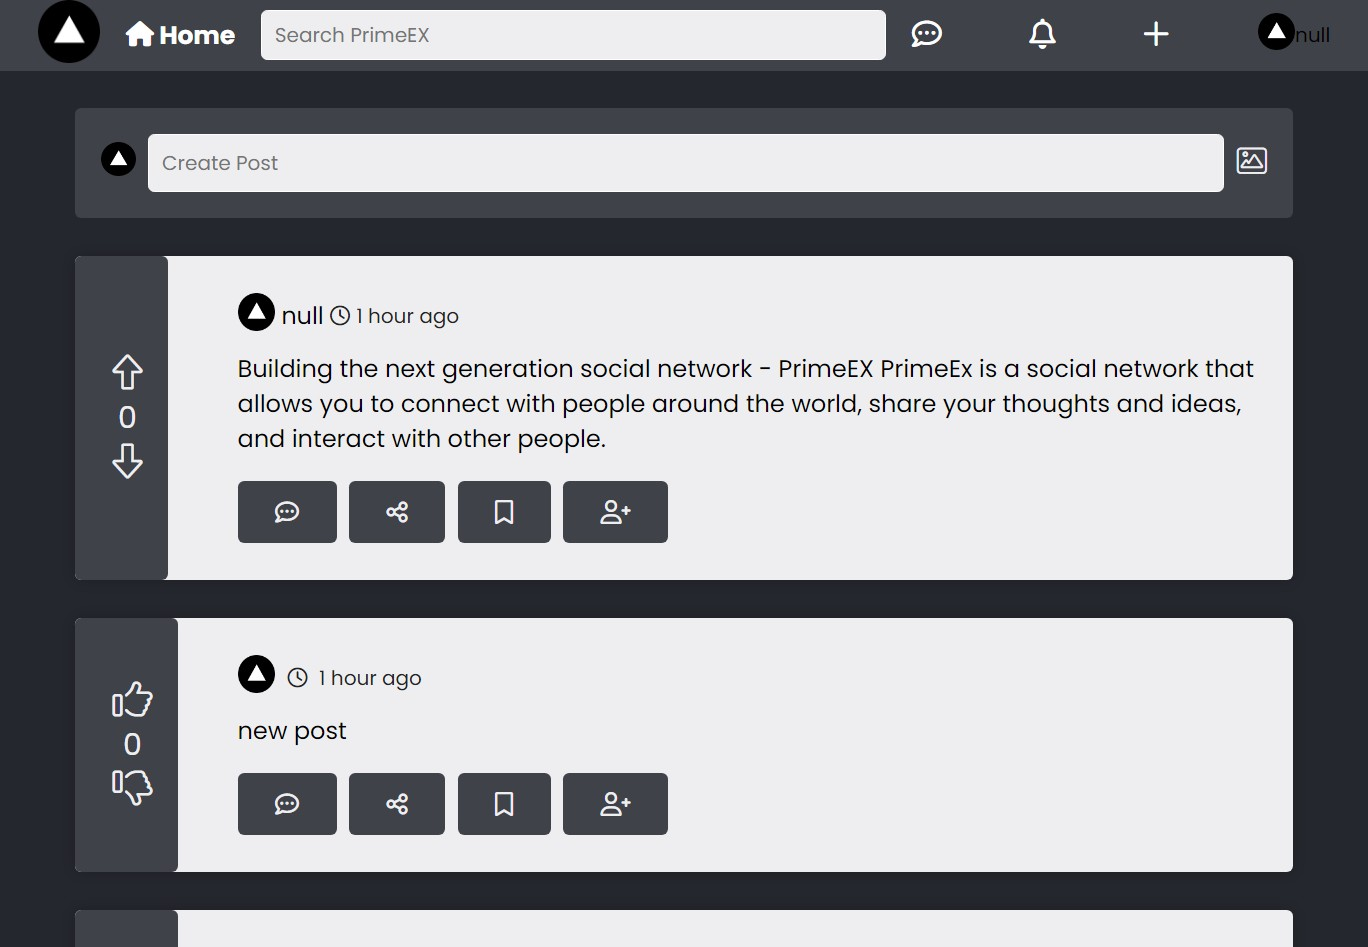 Home
Search PrimeEX
null
Create Post
null 1 hour ago
Building the next generation social network - PrimeEX PrimeEx is a social network that
allows you to connect with people around the world, share your thoughts and ideas,
and interact with other people.
0
1 hour ago
new post
0